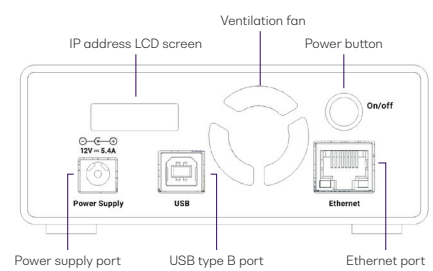 Ventilation fan
IP address LCD screen
Power button
On/off
12V⎓5.4A
Power Supply
USB
Ethernet
Power supply port
USB type B port
Ethernet port